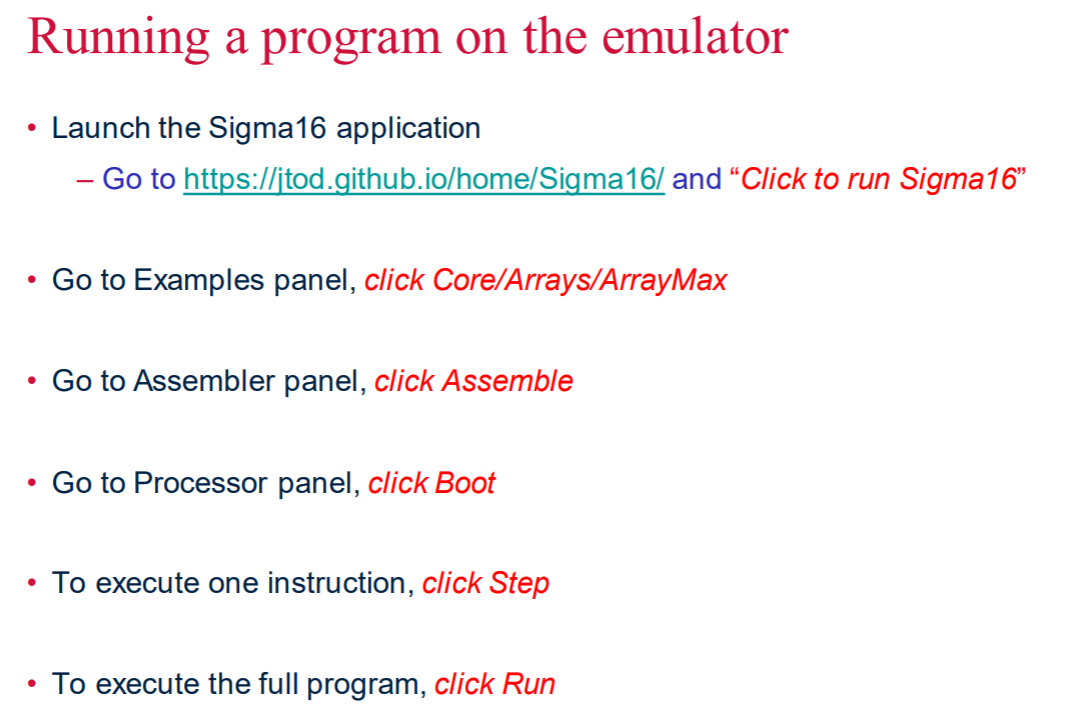 Running a program on the emulator
• Launch the Sigma16 application
– Go to https://jtod.github.io/home/Sigma16/ and “Click to run Sigma16”
• Go to Examples panel, click Core/Arrays/ArrayMax
• Go to Assembler panel, click Assemble
• Go to Processor panel, click Boot
• To execute one instruction, click Step
• To execute the full program, click Run